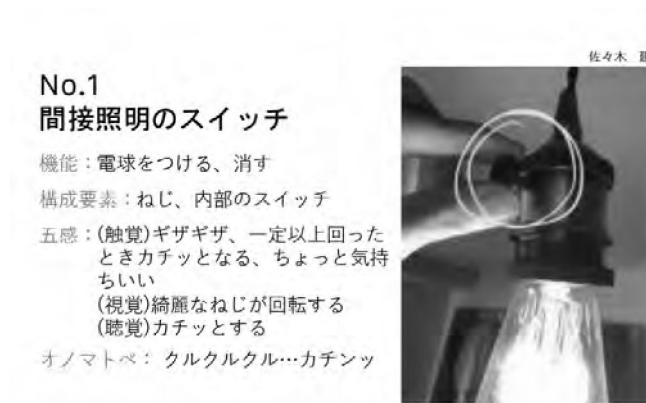 佐々木
No.1
間接照明のスイッチ
機能：電球をつける、消す
構成要素：ねじ、内部のスイッチ
五感：(触覚)ギザギザ、一定以上回った
ときカチッとなる、ちょっと気持
ちいい
(視覚)綺麗なねじが回転する
(聴覚)カチッとする
オノマトペ： クルクルクル…カチンッ